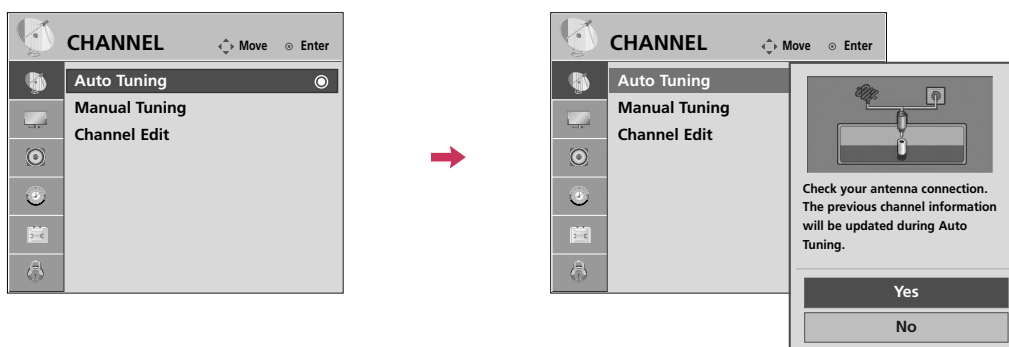 CHANNEL Move Enter
Auto Tuning
Manual Tuning
Channel Edit
CHANNEL Move Enter
Auto Tuning
Manual Tuning
Channel Edit
Check your antenna connection.
The previous channel information
will be updated during Auto
Tuning.
Yes
No